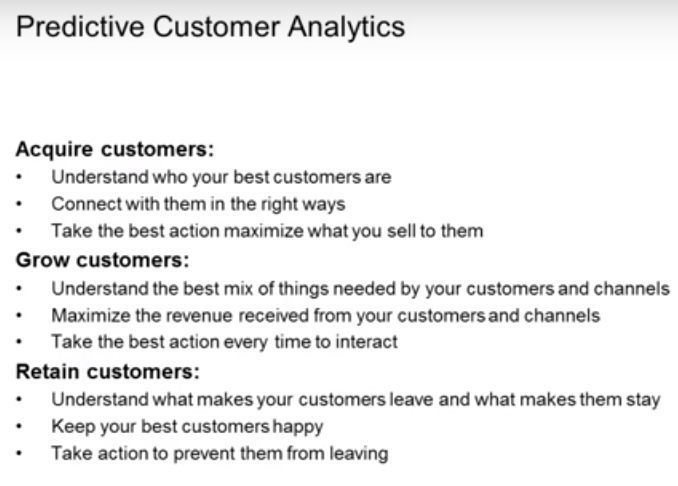 Predictive Customer Analytics
Acquire customers:
• Understand who your best customers are
• Connect with them in the right ways
• Take the best action maximize what you sell to them
Grow customers:
• Understand the best mix of things needed by your customers and channels
• Maximize the revenue received from your customers and channels
• Take the best action every time to interact
Retain customers:
• Understand what makes your customers leave and what makes them stay
• Keep your best customers happy
• Take action to prevent them from leaving